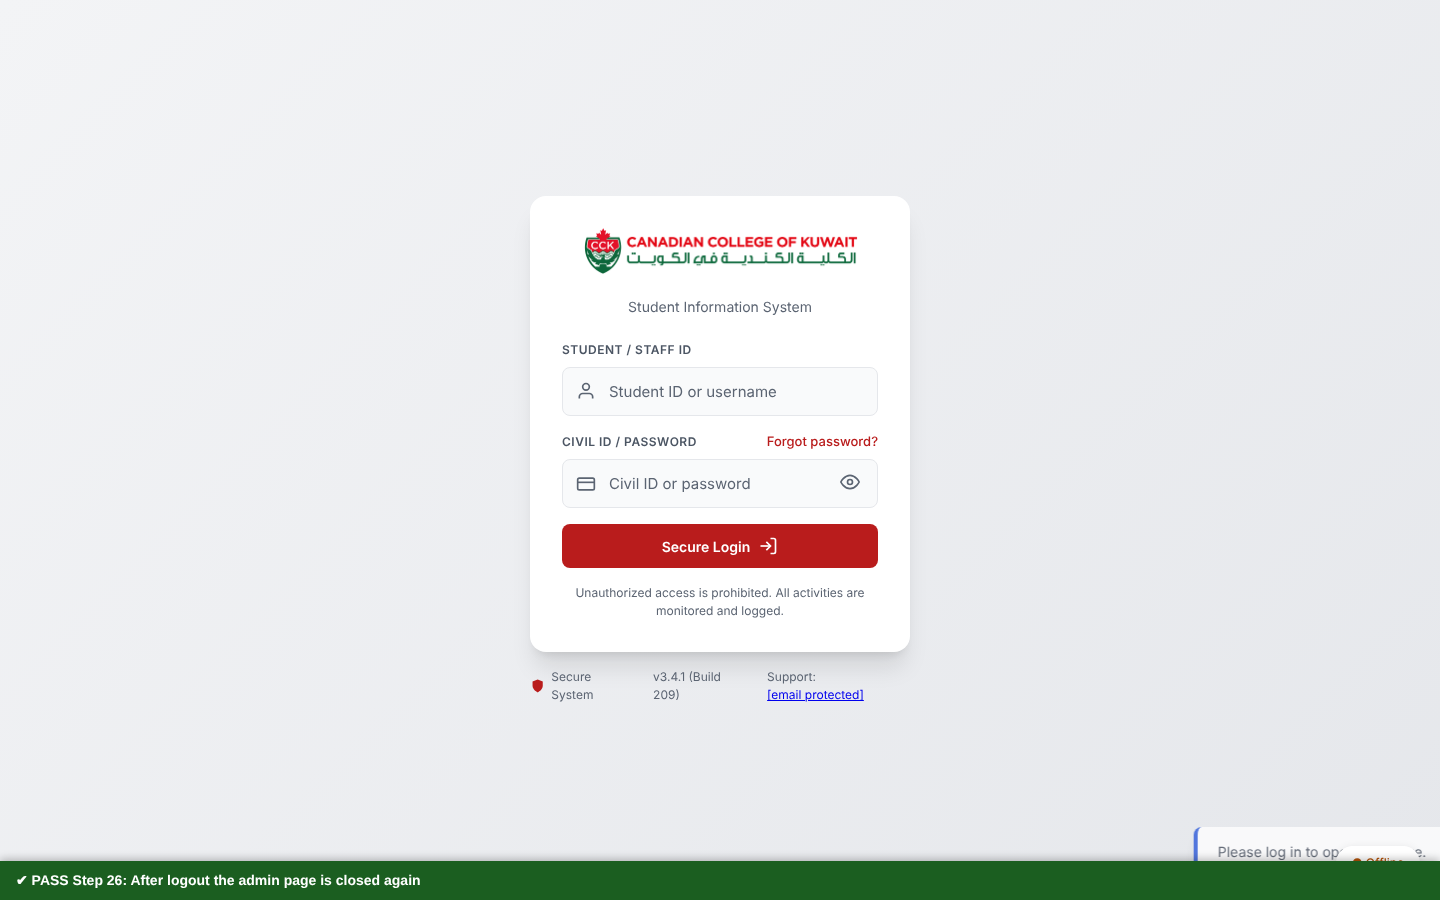 CCK
CANADIAN COLLEGE OF KUWAIT
الكلية الكندية في الكويت
Student Information System
STUDENT / STAFF ID
Student ID or username
CIVIL ID / PASSWORD
Forgot password?
Civil ID or password
Secure Login
Unauthorized access is prohibited. All activities are
monitored and logged.
Secure
System
v3.4.1 (Build
209)
Support:
[email protected]
Please log in to
Offline
✔ PASS Step 26: After logout the admin page is closed again